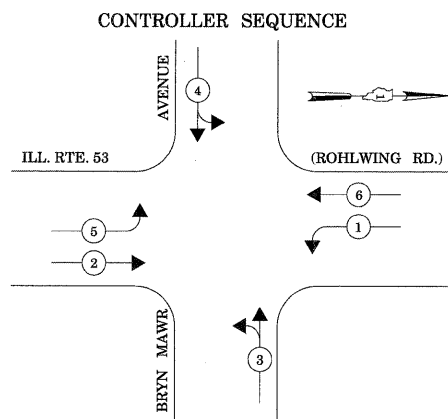 CONTROLLER SEQUENCE
AVENUE
4
ILL. RTE. 53
(ROHLWING RD.)
6
5
1
2
BRYN MAWR
3